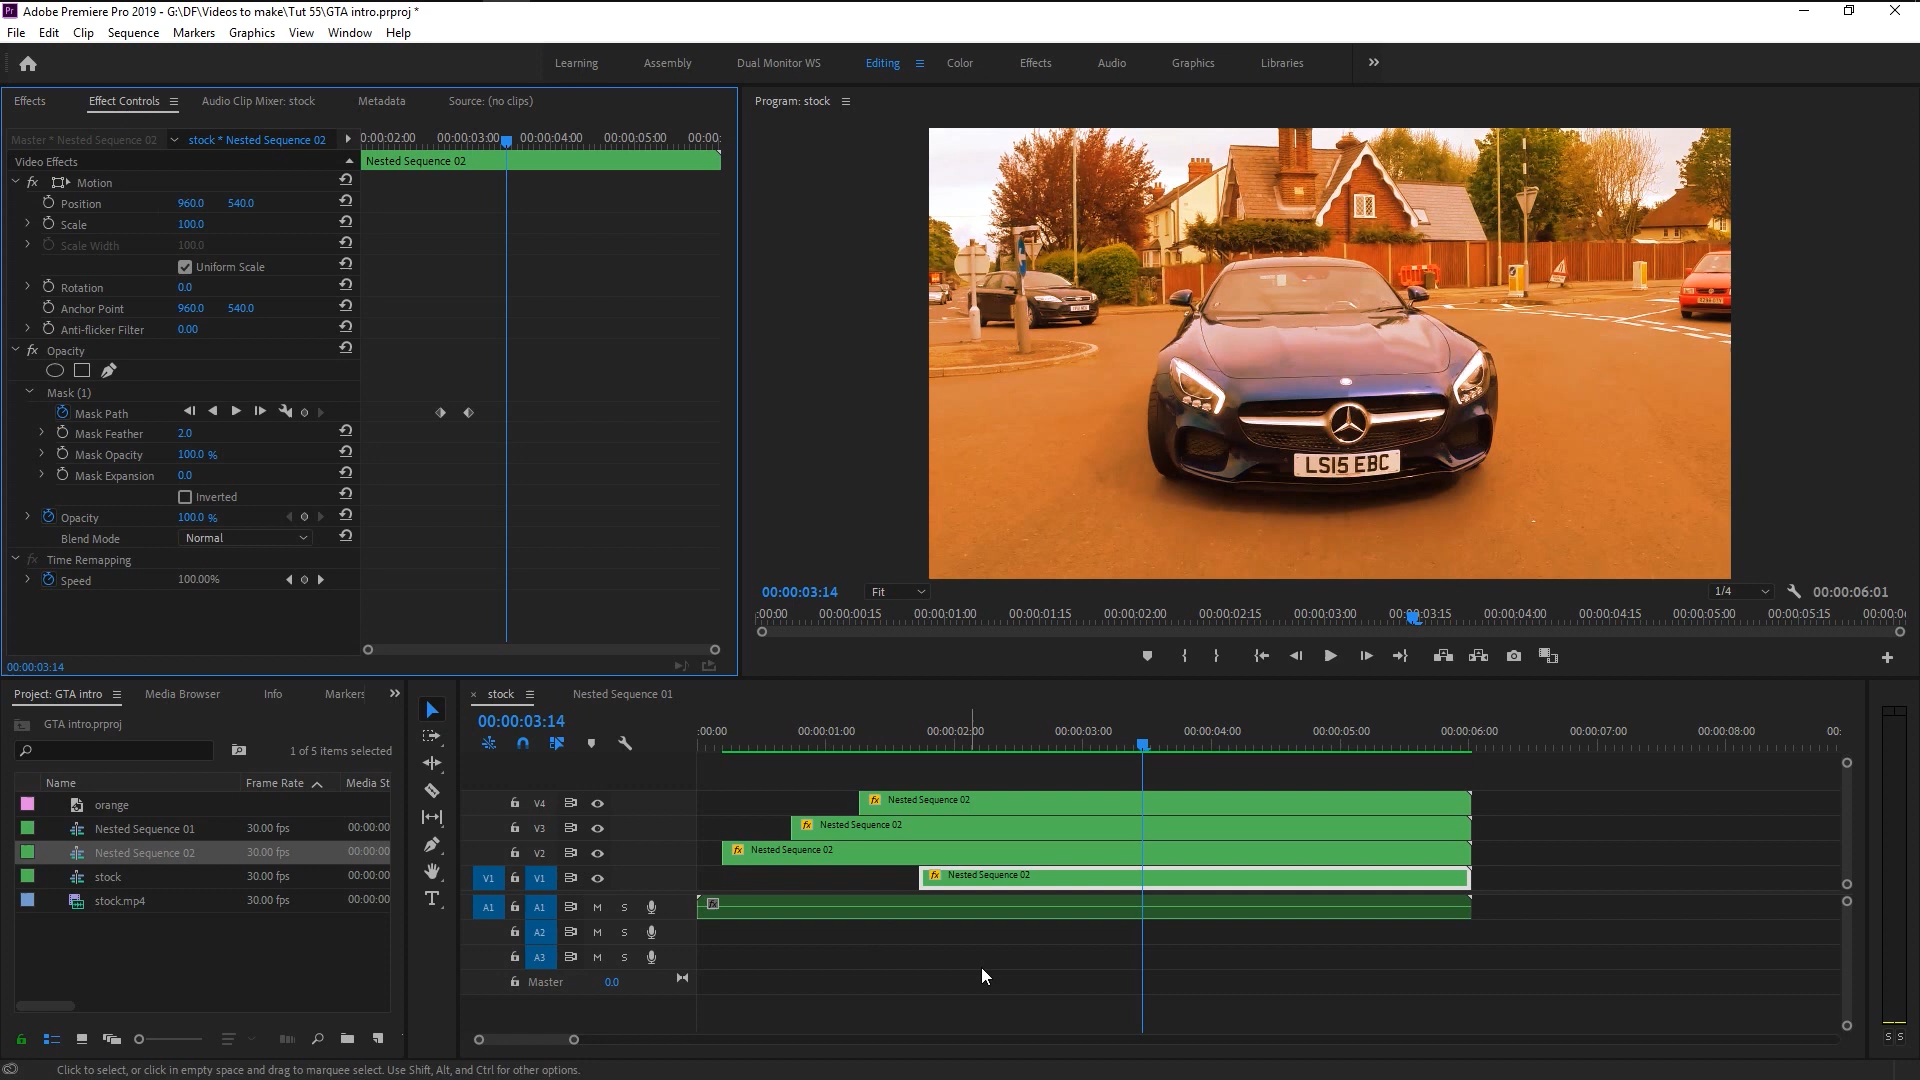 Pr Adobe Premiere Pro 2019 - G:\DF\Videos to make\Tut 55\GTA intro.prproj *
File Edit Clip Sequence Markers Graphics View Window Help
Learning Assembly Dual Monitor WS Editing Color Effects Audio Graphics Libraries
Effects Effect Controls Audio Clip Mixer: stock Metadata Source: (no clips)
Program: stock
Master * Nested Sequence 02 stock * Nested Sequence 02
0:00:02:00 00:00:03:00 00:00:04:00 00:00:05:00 00:00:
Video Effects
Nested Sequence 02
fx Motion
Position 960.0 540.0
Scale 100.0
Scale Width 100.0
Uniform Scale
Rotation 0.0
Anchor Point 960.0 540.0
Anti-flicker Filter 0.00
fx Opacity
Mask (1)
Mask Path
Mask Feather 2.0
Mask Opacity 100.0 %
Mask Expansion 0.0
Inverted
Opacity 100.0 %
Blend Mode Normal
fx Time Remapping
Speed 100.00%
00:00:03:14
LS15 EBC
00:00:03:14 Fit 1/4 00:00:06:01
:00:00 00:00:00:15 00:00:01:00 00:00:01:15 00:00:02:00 00:00:02:15 00:00:03:00 00:00:03:15 00:00:04:00 00:00:04:15 00:00:05:00 00:00:05:15 00:00:0
Project: GTA intro Media Browser Info Markers
GTA intro.prproj
1 of 5 items selected
Name Frame Rate Media St
orange
Nested Sequence 01 30.00 fps 00:00:00
Nested Sequence 02 30.00 fps 00:00:00
stock 30.00 fps 00:00:00
stock.mp4 30.00 fps 00:00:00
× stock Nested Sequence 01
00:00:03:14
:00:00 00:00:01:00 00:00:02:00 00:00:03:00 00:00:04:00 00:00:05:00 00:00:06:00 00:00:07:00 00:00:08:00 00:
V4 fx Nested Sequence 02
V3 fx Nested Sequence 02
V2 fx Nested Sequence 02
V1 V1 fx Nested Sequence 02
A1 A1 M S fx
A2 M S
A3 M S
Master 0.0
S S
Click to select, or click in empty space and drag to marquee select. Use Shift, Alt, and Ctrl for other options.